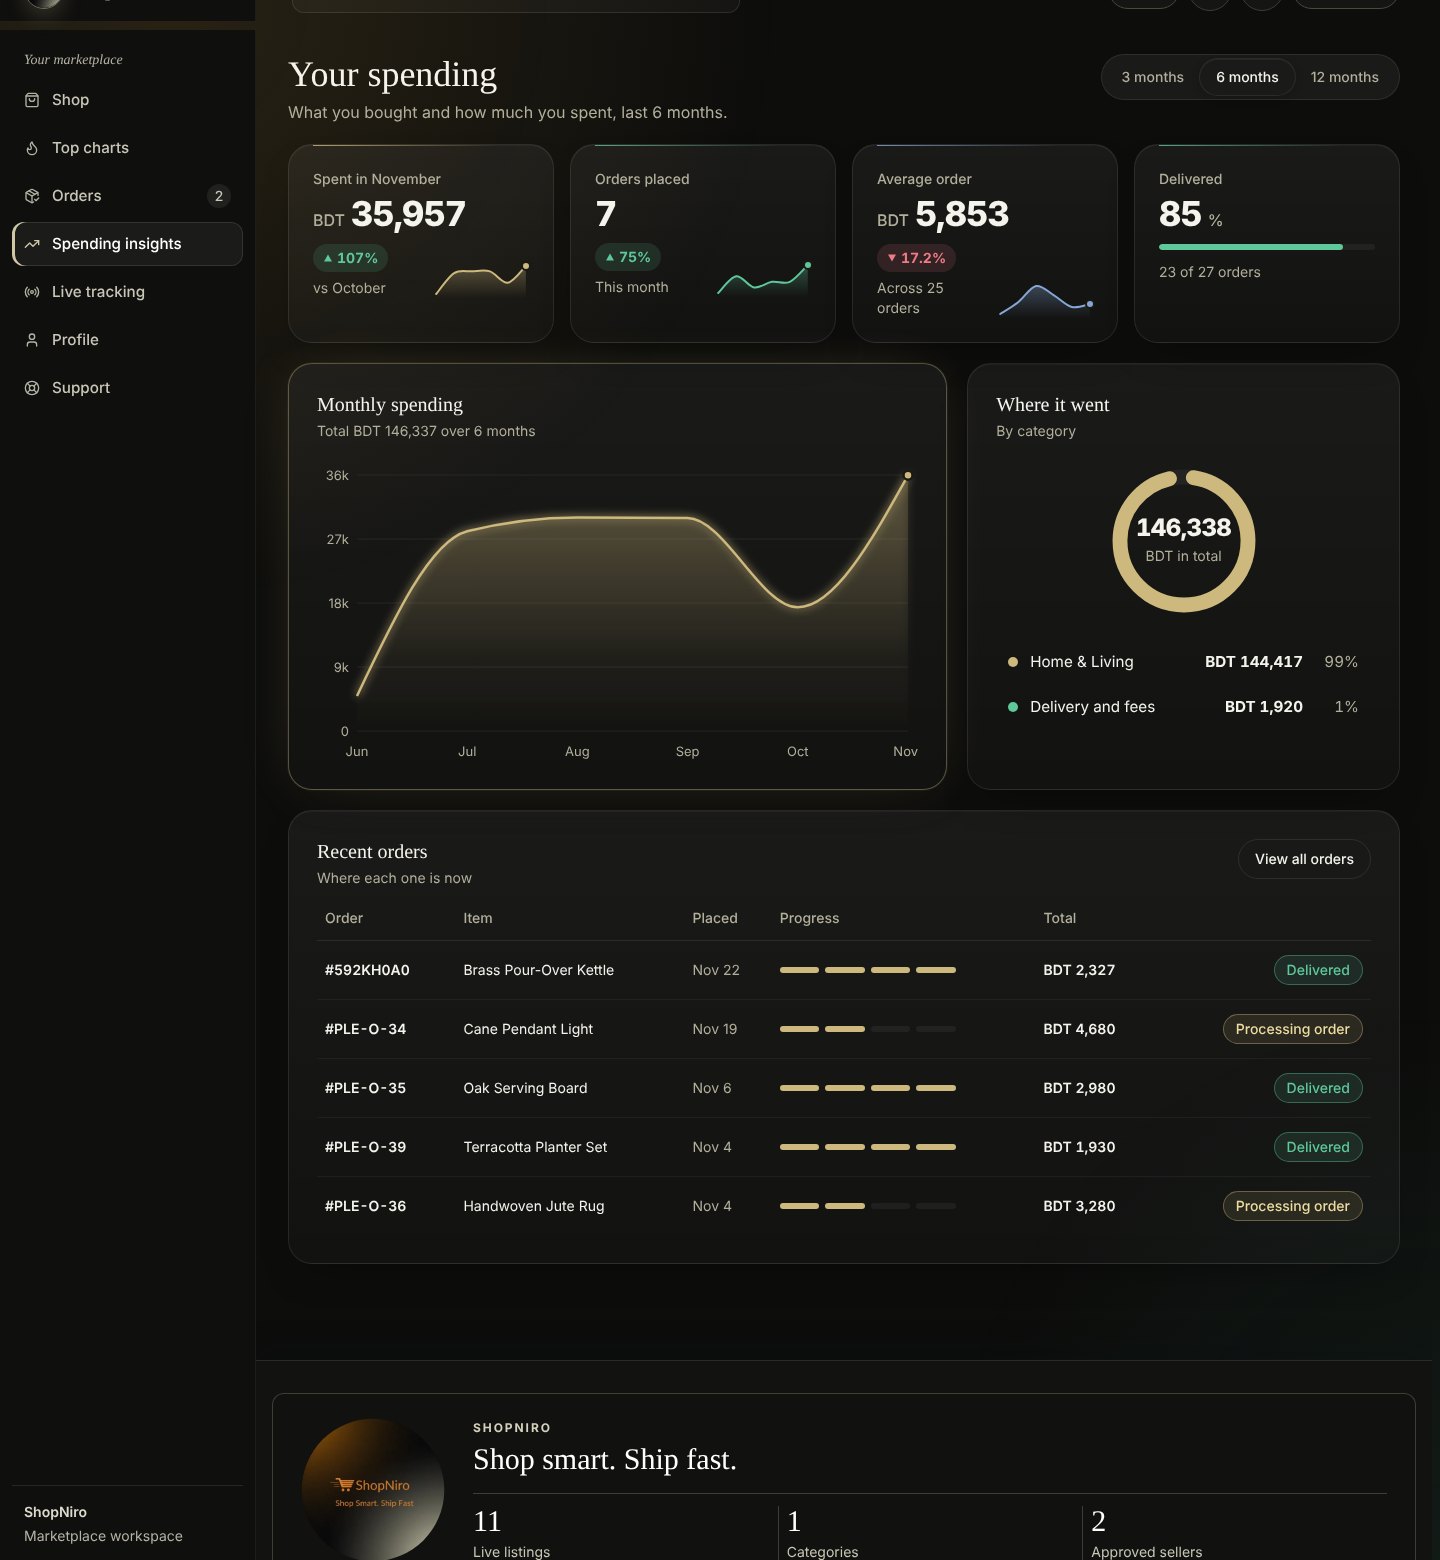 Your marketplace
Shop
Top charts
Orders 2
Spending insights
Live tracking
Profile
Support
ShopNiro
Marketplace workspace
Your spending
What you bought and how much you spent, last 6 months.
3 months 6 months 12 months
Spent in November
BDT 35,957
▲ 107%
vs October
Orders placed
7
▲ 75%
This month
Average order
BDT 5,853
▼ 17.2%
Across 25
orders
Delivered
85 %
23 of 27 orders
Monthly spending
Total BDT 146,337 over 6 months
36k
27k
18k
9k
0
Jun Jul Aug Sep Oct Nov
Where it went
By category
146,338
BDT in total
Home & Living BDT 144,417 99%
Delivery and fees BDT 1,920 1%
Recent orders
Where each one is now
View all orders
Order Item Placed Progress Total
#592KH0A0 Brass Pour-Over Kettle Nov 22 BDT 2,327 Delivered
#PLE-O-34 Cane Pendant Light Nov 19 BDT 4,680 Processing order
#PLE-O-35 Oak Serving Board Nov 6 BDT 2,980 Delivered
#PLE-O-39 Terracotta Planter Set Nov 4 BDT 1,930 Delivered
#PLE-O-36 Handwoven Jute Rug Nov 4 BDT 3,280 Processing order
ShopNiro
Shop Smart. Ship Fast
SHOPNIRO
Shop smart. Ship fast.
11 1 2
Live listings Categories Approved sellers